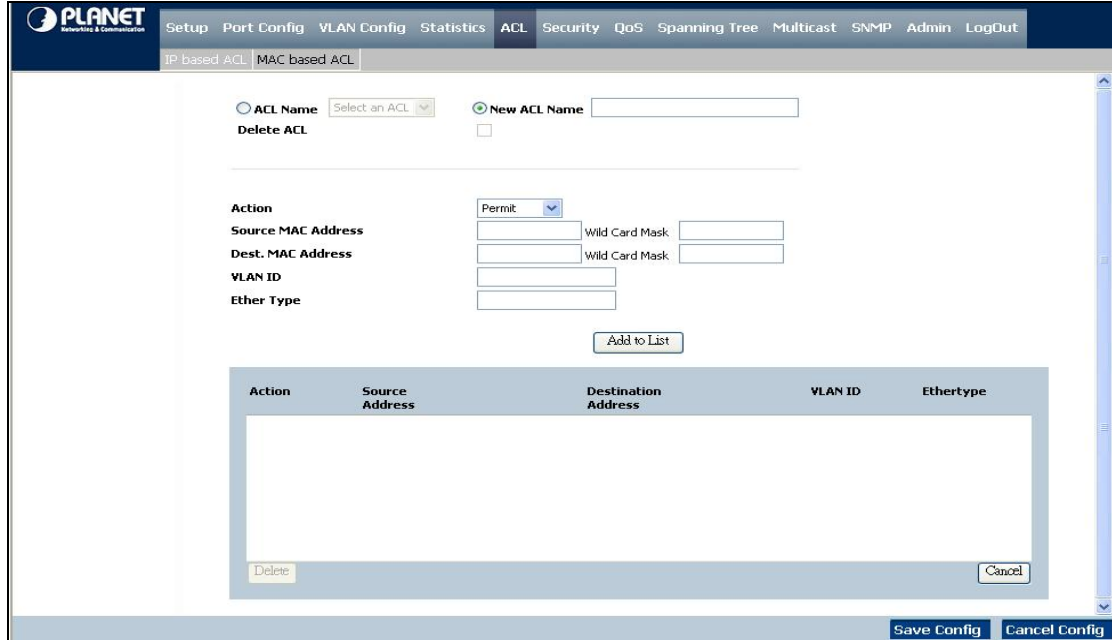 PLANET
Networking & Communication
Setup Port Config VLAN Config Statistics ACL Security QoS Spanning Tree Multicast SNMP Admin LogOut
IP based ACL MAC based ACL
ACL Name Select an ACL New ACL Name
Delete ACL
Action Permit
Source MAC Address Wild Card Mask
Dest. MAC Address Wild Card Mask
VLAN ID
Ether Type
Add to List
Action Source Address Destination Address VLAN ID Ethertype
Delete Cancel
Save Config Cancel Config